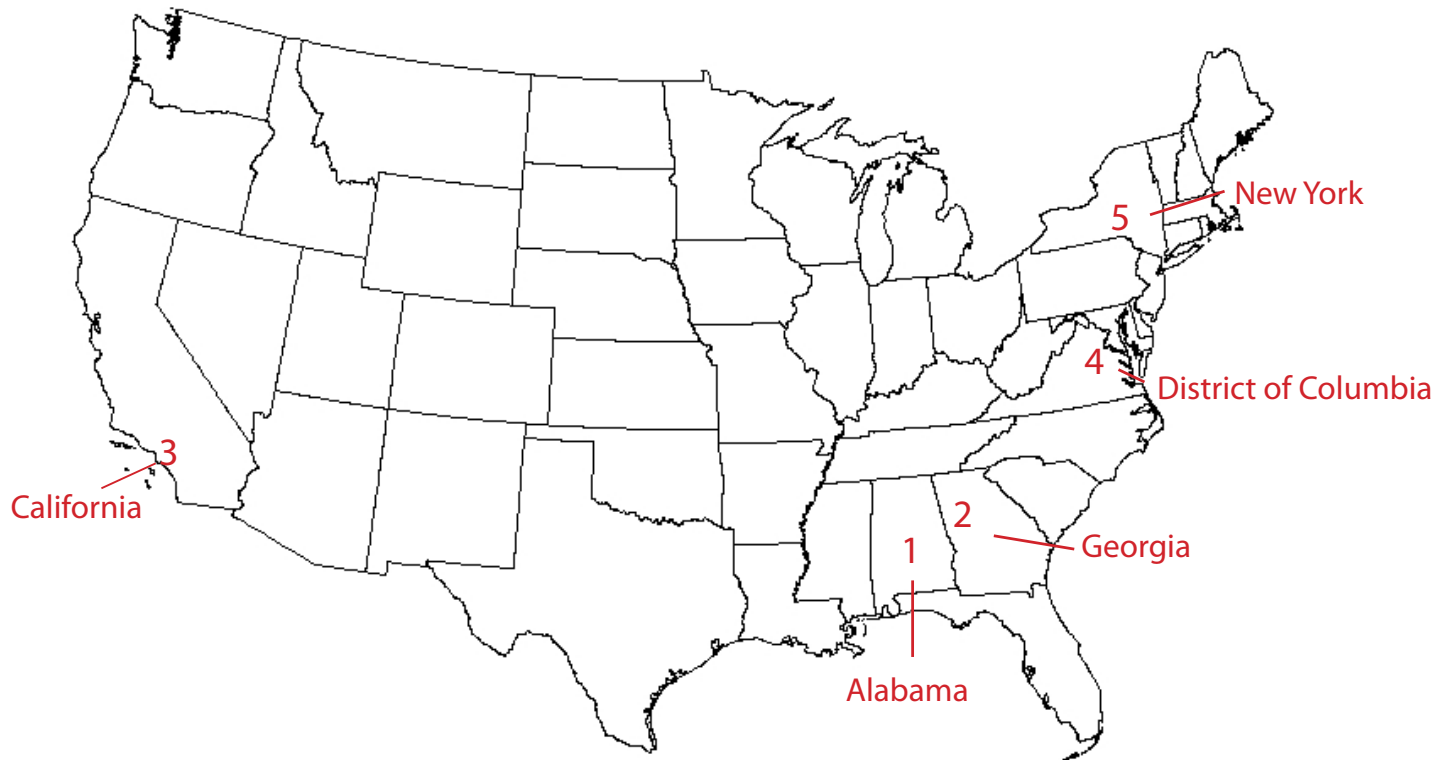 5
New York
4
District of Columbia
3
California
2
Georgia
1
Alabama